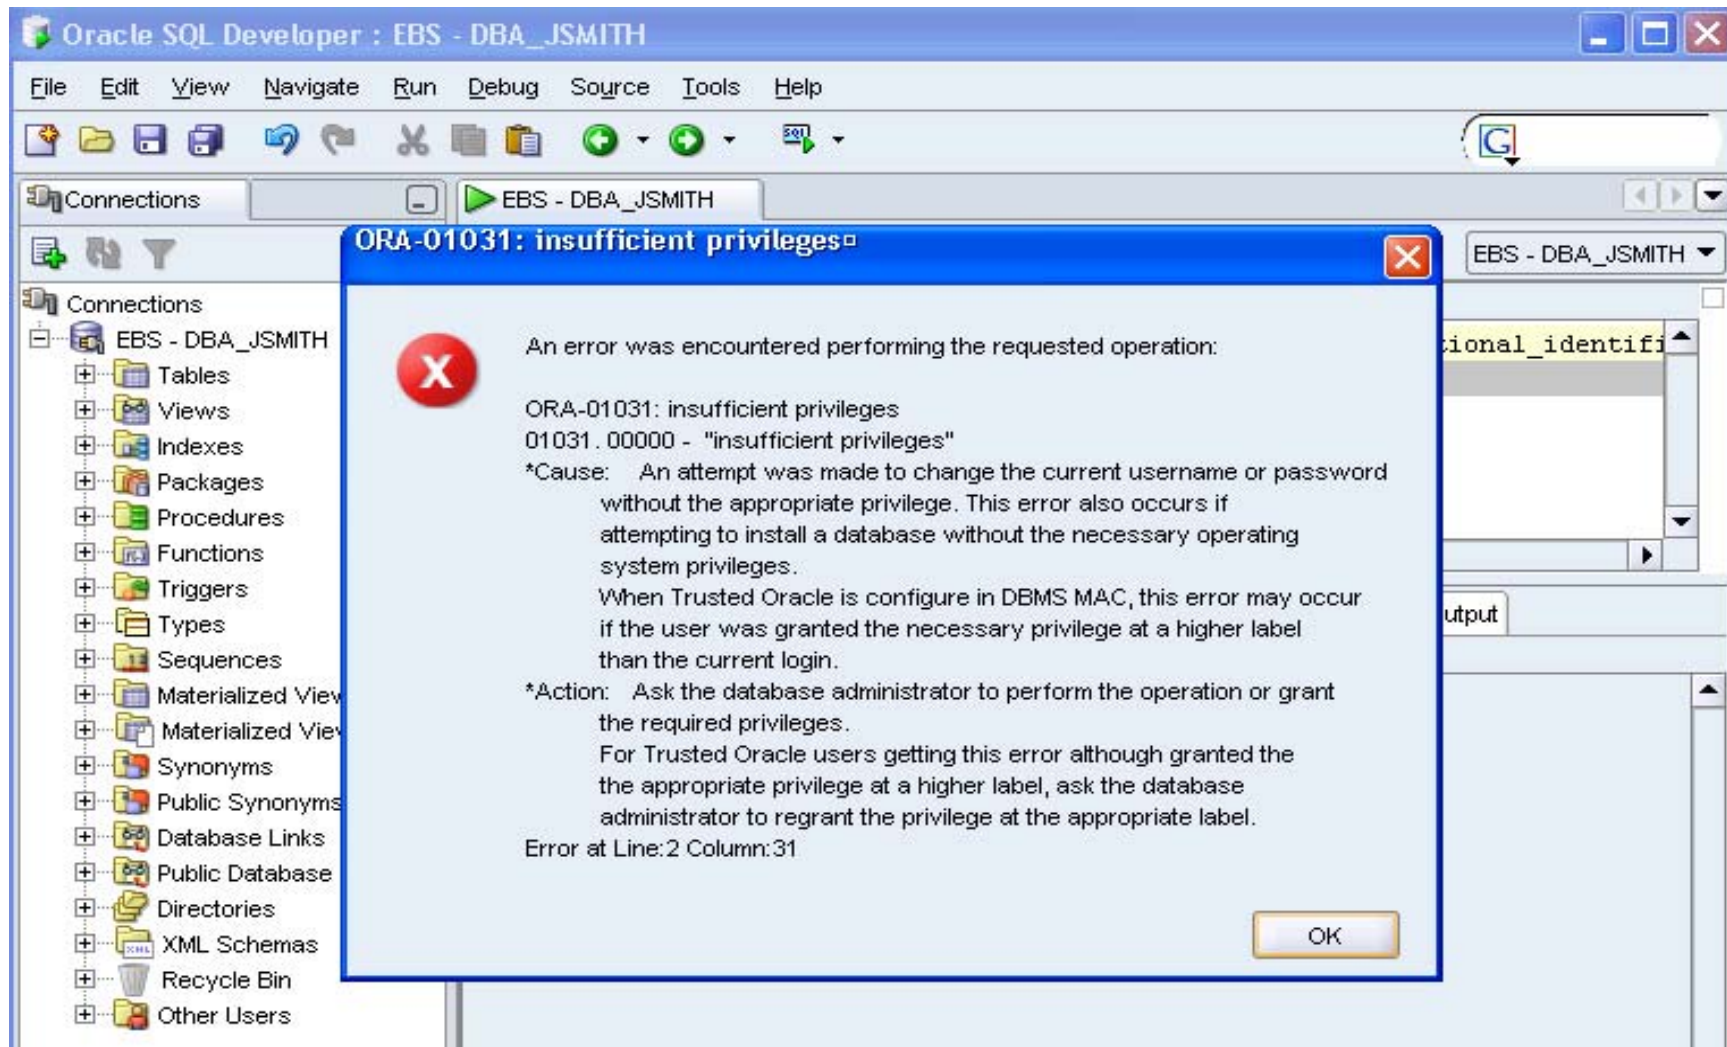 Oracle SQL Developer : EBS - DBA_JSMITH
File Edit View Navigate Run Debug Source Tools Help
SQL
G
Connections
EBS - DBA_JSMITH
ORA-01031: insufficient privileges¤
EBS - DBA_JSMITH
Connections
EBS - DBA_JSMITH
Tables
Views
Indexes
Packages
Procedures
Functions
Triggers
Types
Sequences
Materialized View
Materialized View
Synonyms
Public Synonyms
Database Links
Public Database
Directories
XML Schemas
Recycle Bin
Other Users
An error was encountered performing the requested operation:
ORA-01031: insufficient privileges
01031. 00000 - "insufficient privileges"
*Cause: An attempt was made to change the current username or password
without the appropriate privilege. This error also occurs if
attempting to install a database without the necessary operating
system privileges.
When Trusted Oracle is configure in DBMS MAC, this error may occur
if the user was granted the necessary privilege at a higher label
than the current login.
*Action: Ask the database administrator to perform the operation or grant
the required privileges.
For Trusted Oracle users getting this error although granted the
the appropriate privilege at a higher label, ask the database
administrator to regrant the privilege at the appropriate label.
Error at Line:2 Column:31
OK
tional_identifi
utput